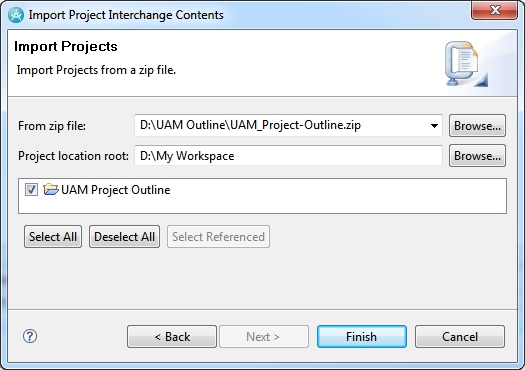 Import Project Interchange Contents
Import Projects
Import Projects from a zip file.
From zip file: D:\UAM Outline\UAM_Project-Outline.zip Browse...
Project location root: D:\My Workspace Browse...
UAM Project Outline
Select All Deselect All Select Referenced
? < Back Next > Finish Cancel